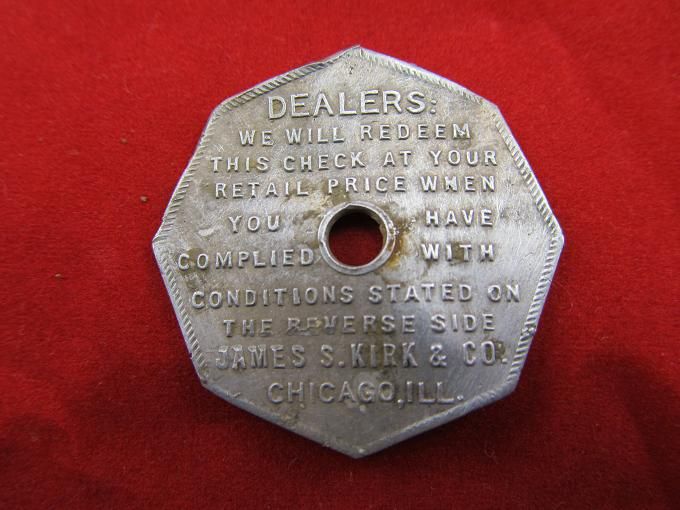 DEALERS:
WE WILL REDEEM
THIS CHECK AT YOUR
RETAIL PRICE WHEN
YOU HAVE
COMPLIED WITH
CONDITIONS STATED ON
THE REVERSE SIDE
JAMES S. KIRK & CO.
CHICAGO, ILL.